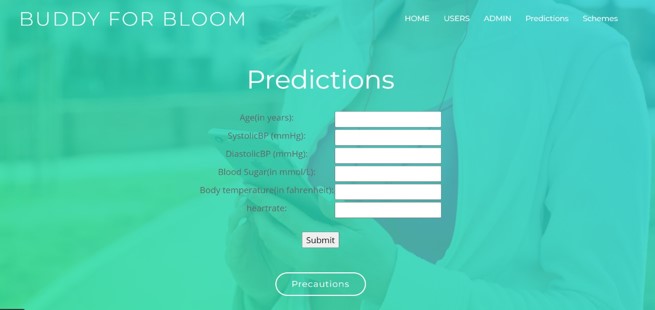 BUDDY FOR BLOOM
HOME USERS ADMIN Predictions Schemes
Predictions
Age(in years):
SystolicBP (mmHg):
DiastolicBP (mmHg):
Blood Sugar(in mmol/L):
Body temperature(in fahrenheit):
heartrate:
Submit
Precautions